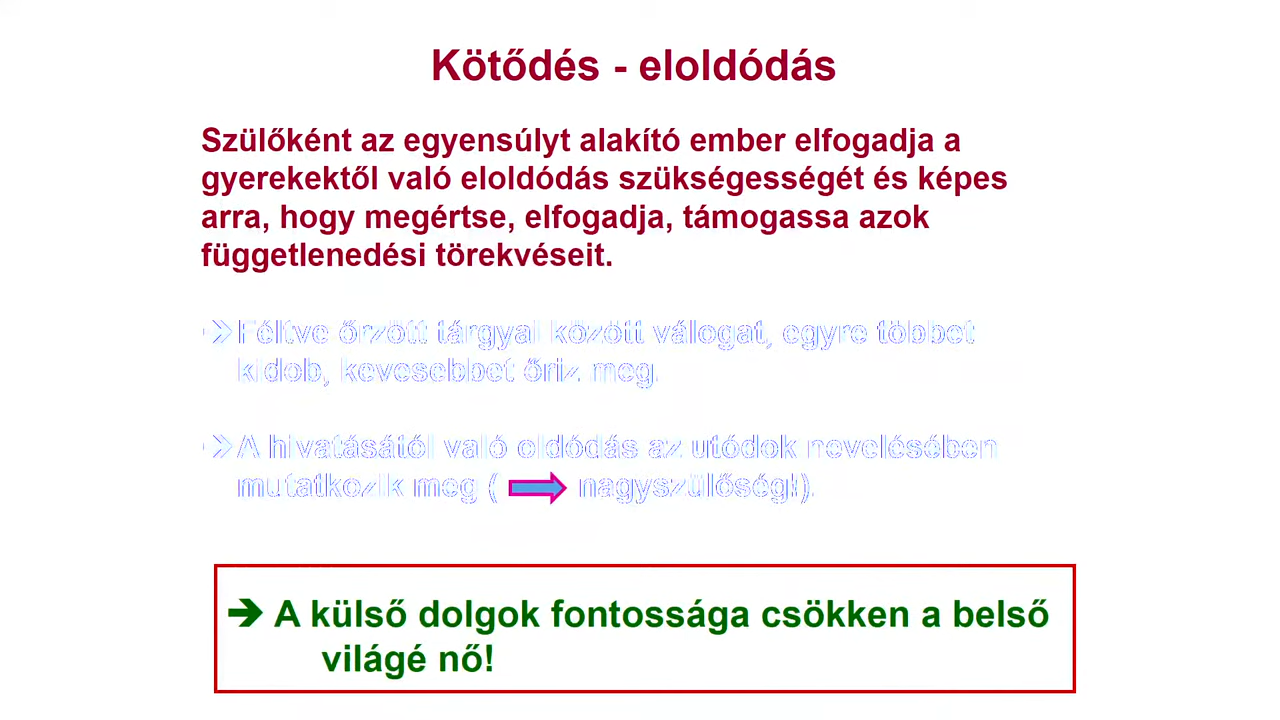 Kötődés - eloldódás
Szülőként az egyensúlyt alakító ember elfogadja a
gyerekektől való eloldódás szükségességét és képes
arra, hogy megértse, elfogadja, támogassa azok
függetlenedési törekvéseit.
➔ Féltve őrzött tárgyai között válogat, egyre többet
kidob, kevesebbet őriz meg.
➔ A hivatásától való oldódás az utódok nevelésében
mutatkozik meg ( nagyszülőség!).
➔ A külső dolgok fontossága csökken a belső
világé nő!